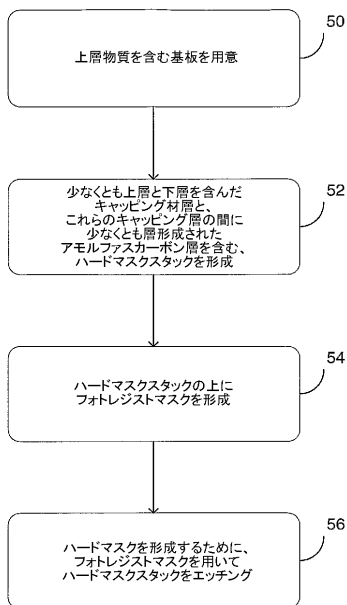 50
上層物質を含む基板を用意
52
少なくとも上層と下層を含んだ
キャッピング材層と、
これらのキャッピング層の間に
少なくとも層形成された
アモルファスカーボン層を含む、
ハードマスクスタックを形成
54
ハードマスクスタックの上に
フォトレジストマスクを形成
56
ハードマスクを形成するために、
フォトレジストマスクを用いて
ハードマスクスタックをエッチング